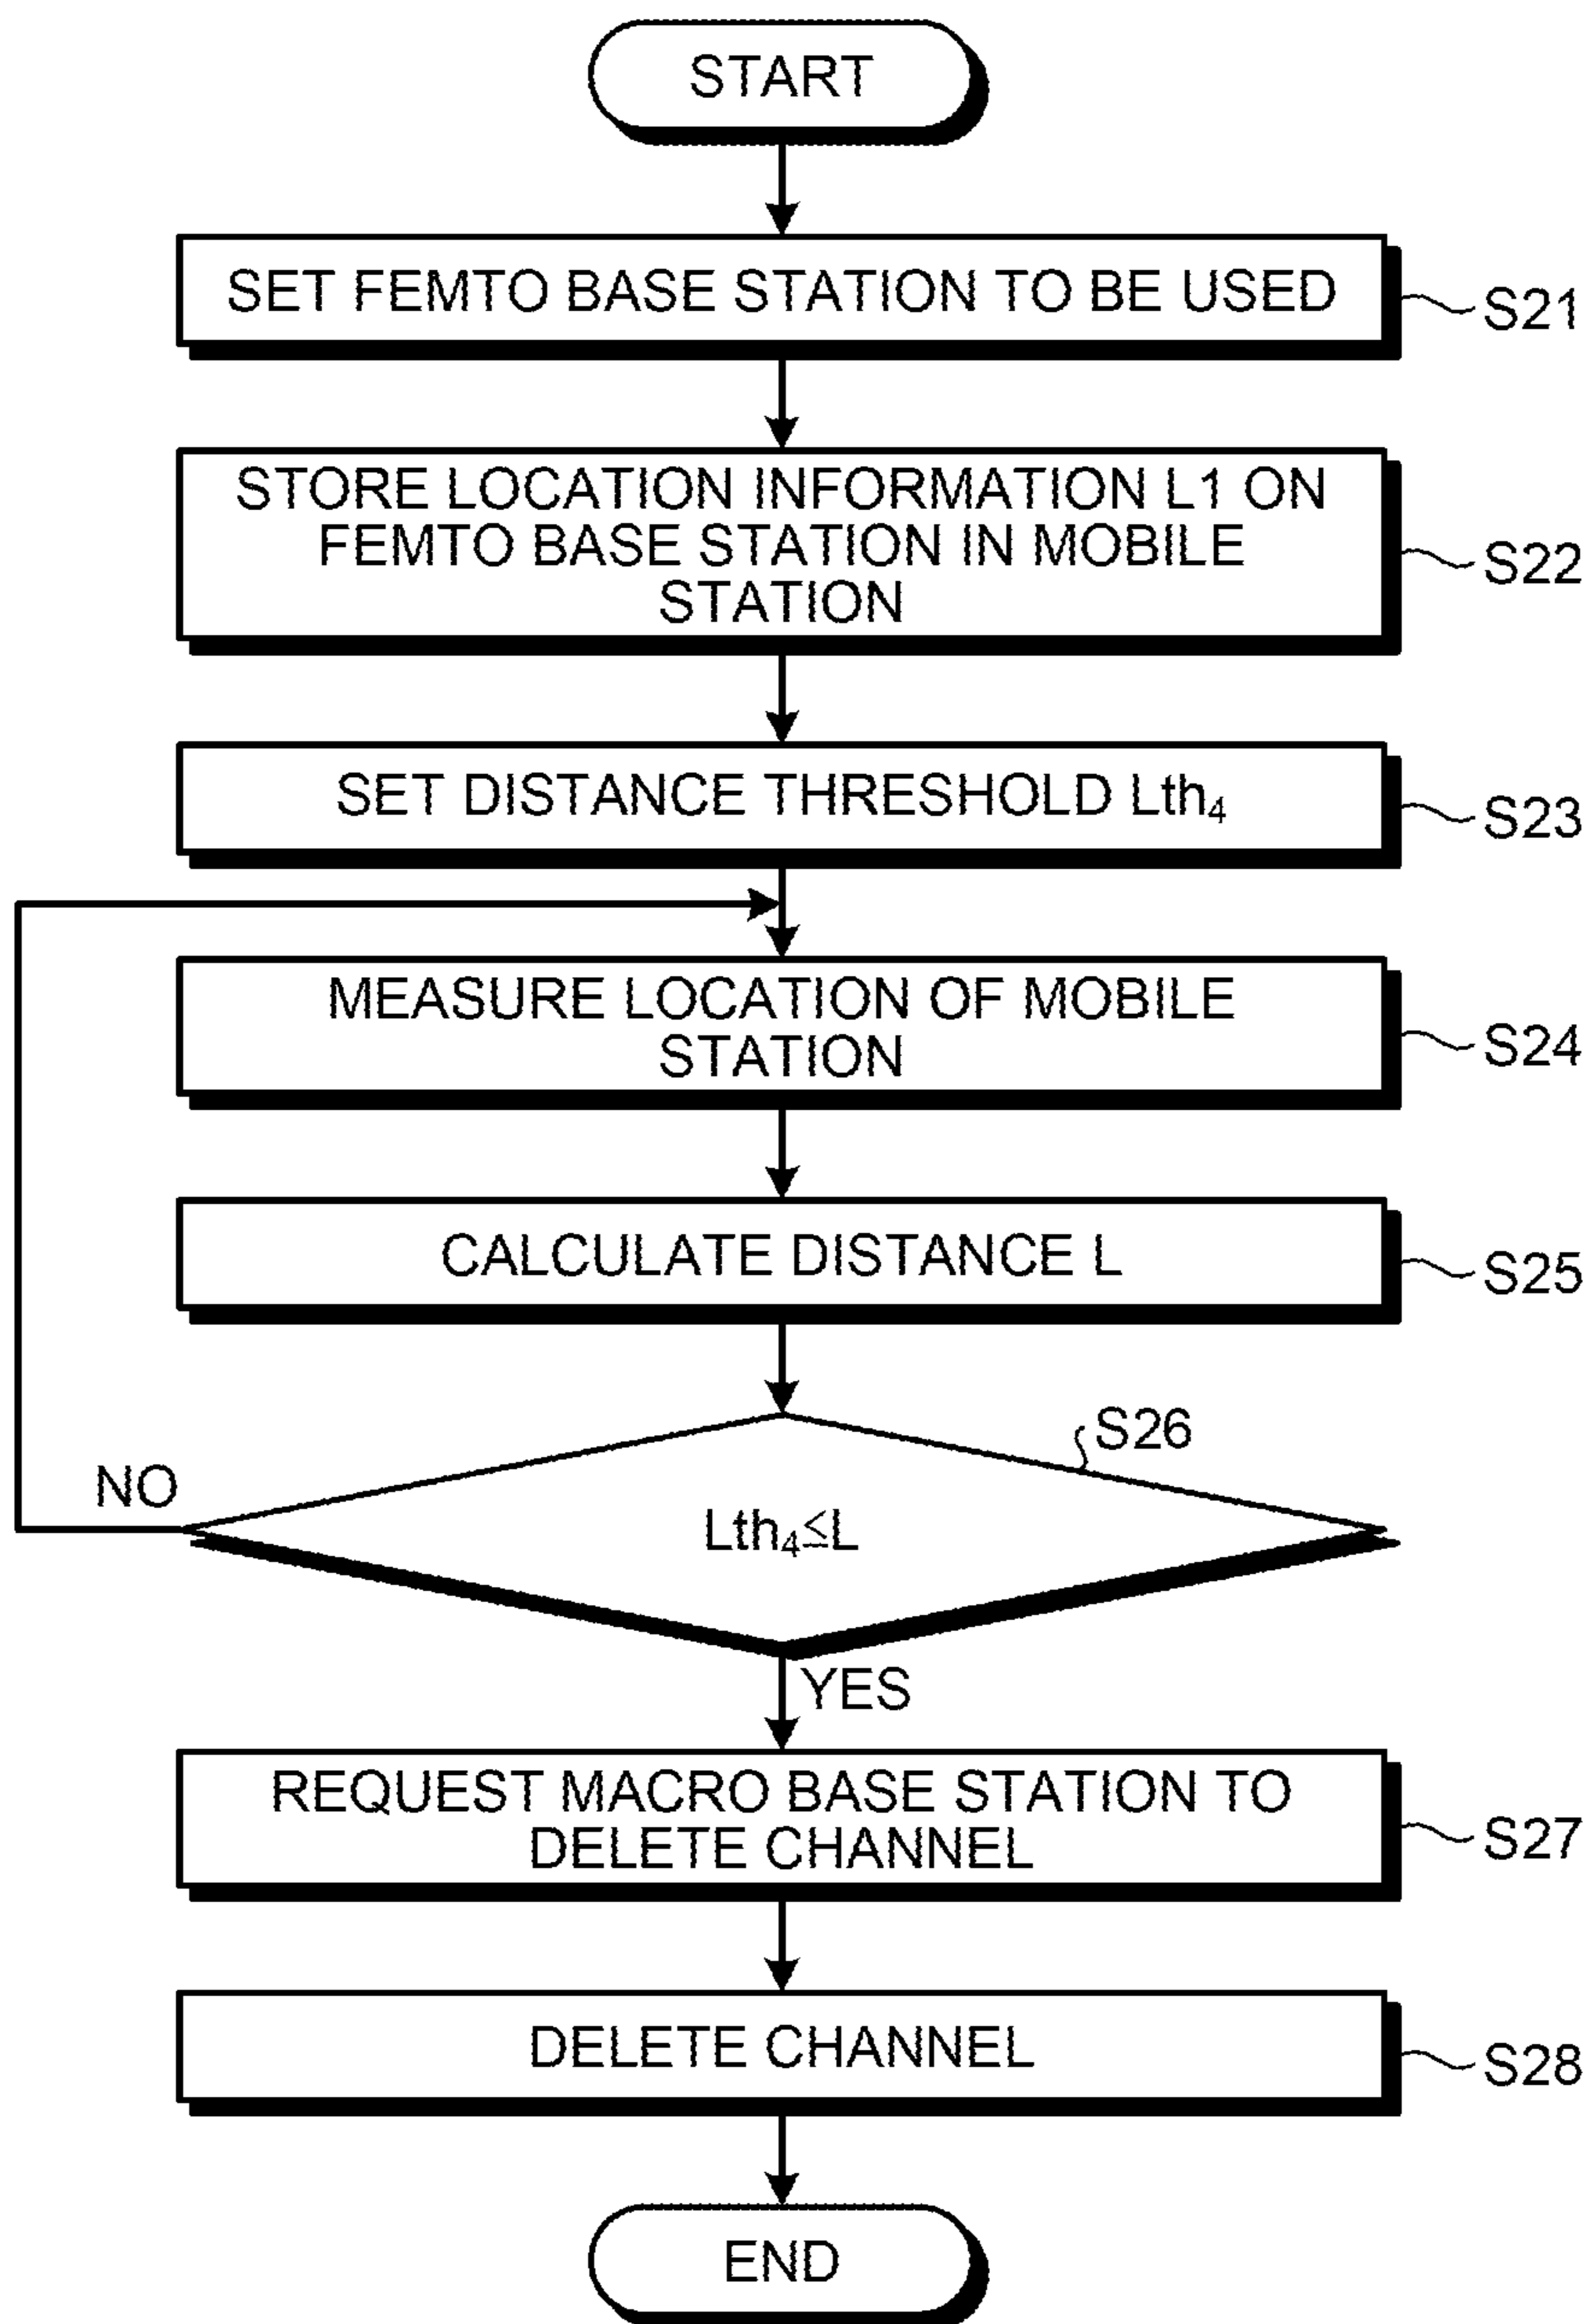 START
SET FEMTO BASE STATION TO BE USED
S21
STORE LOCATION INFORMATION L1 ON
FEMTO BASE STATION IN MOBILE
STATION
S22
SET DISTANCE THRESHOLD Lth₄
S23
MEASURE LOCATION OF MOBILE
STATION
S24
CALCULATE DISTANCE L
S25
S26
NO
Lth₄≤L
YES
REQUEST MACRO BASE STATION TO
DELETE CHANNEL
S27
DELETE CHANNEL
S28
END